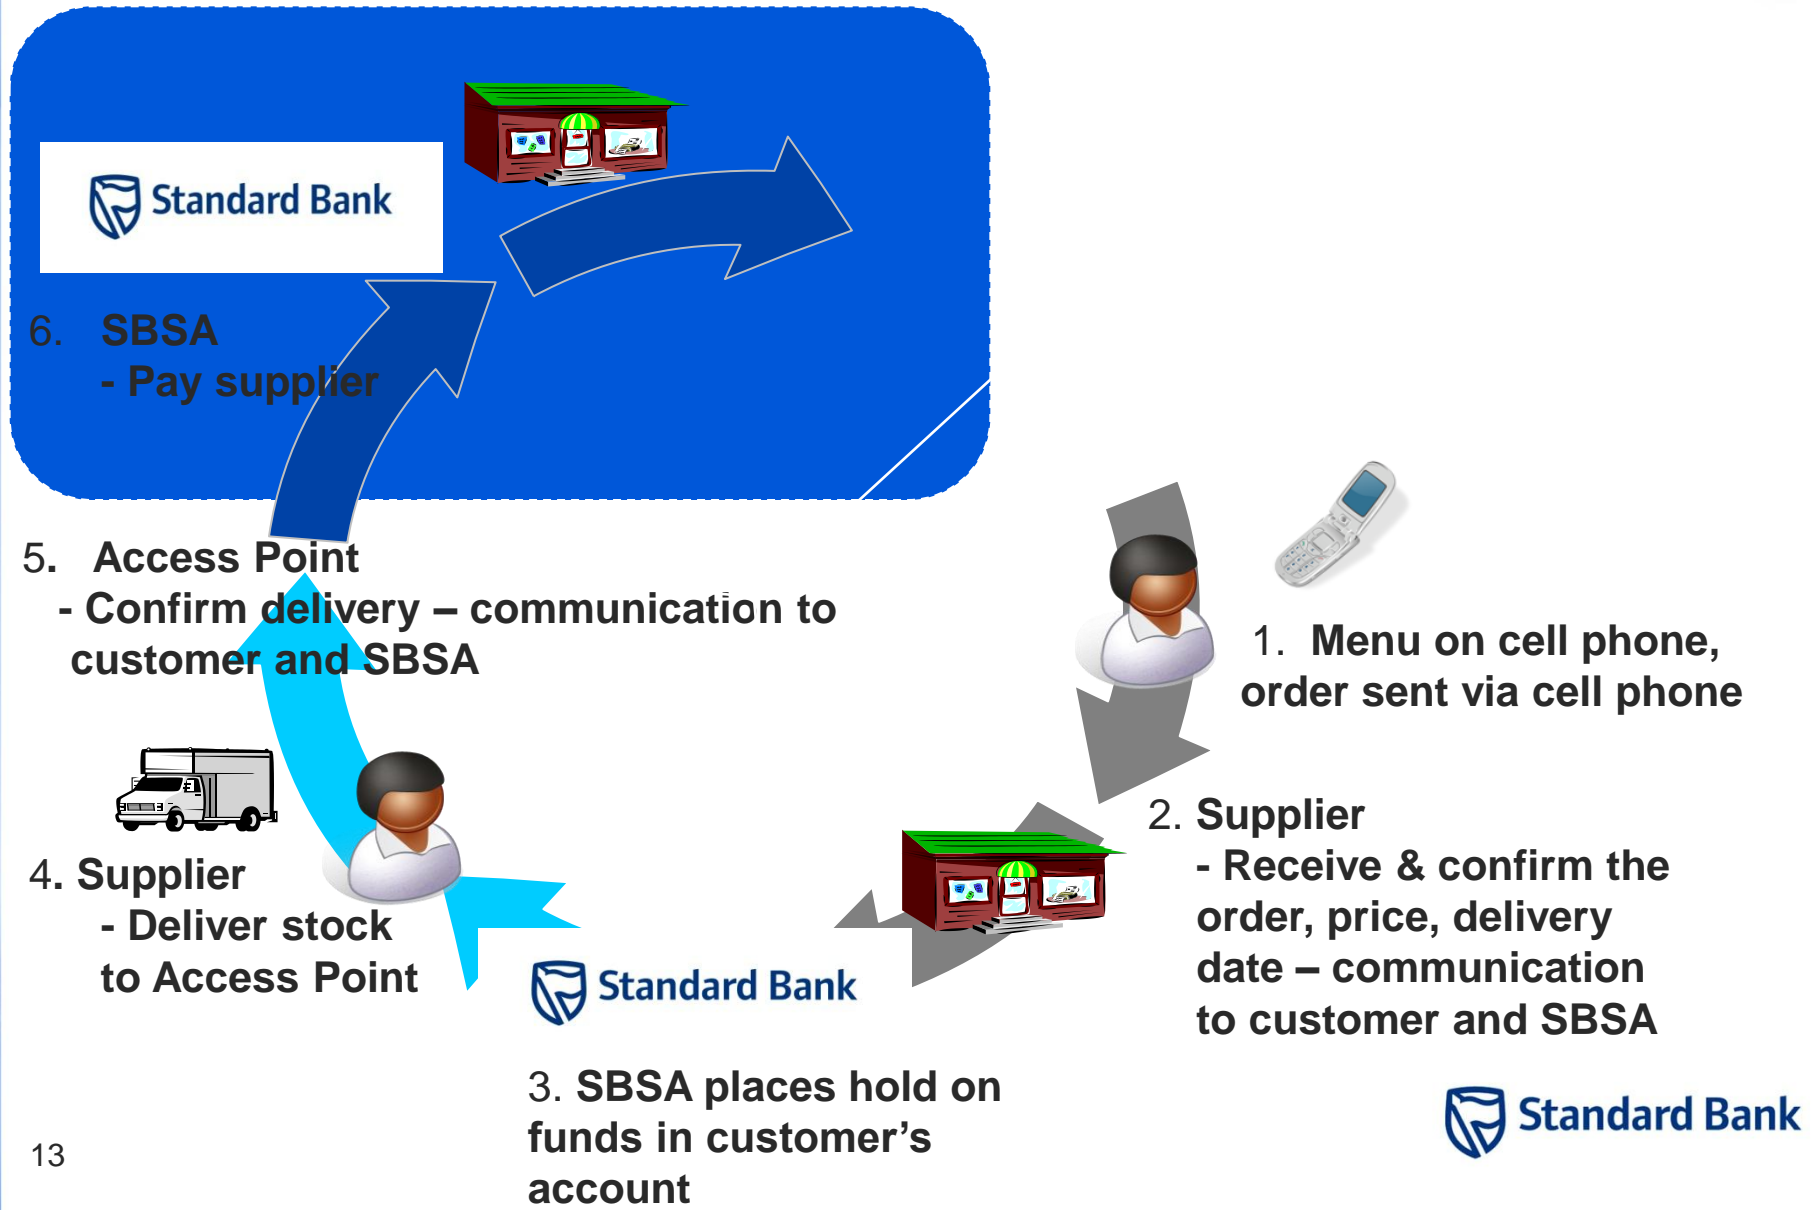 Standard Bank
6. SBSA
- Pay supplier
5. Access Point
- Confirm delivery – communication to
customer and SBSA
1. Menu on cell phone,
order sent via cell phone
4. Supplier
- Deliver stock
to Access Point
2. Supplier
- Receive & confirm the
order, price, delivery
date – communication
to customer and SBSA
Standard Bank
3. SBSA places hold on
funds in customer’s
account
Standard Bank
13